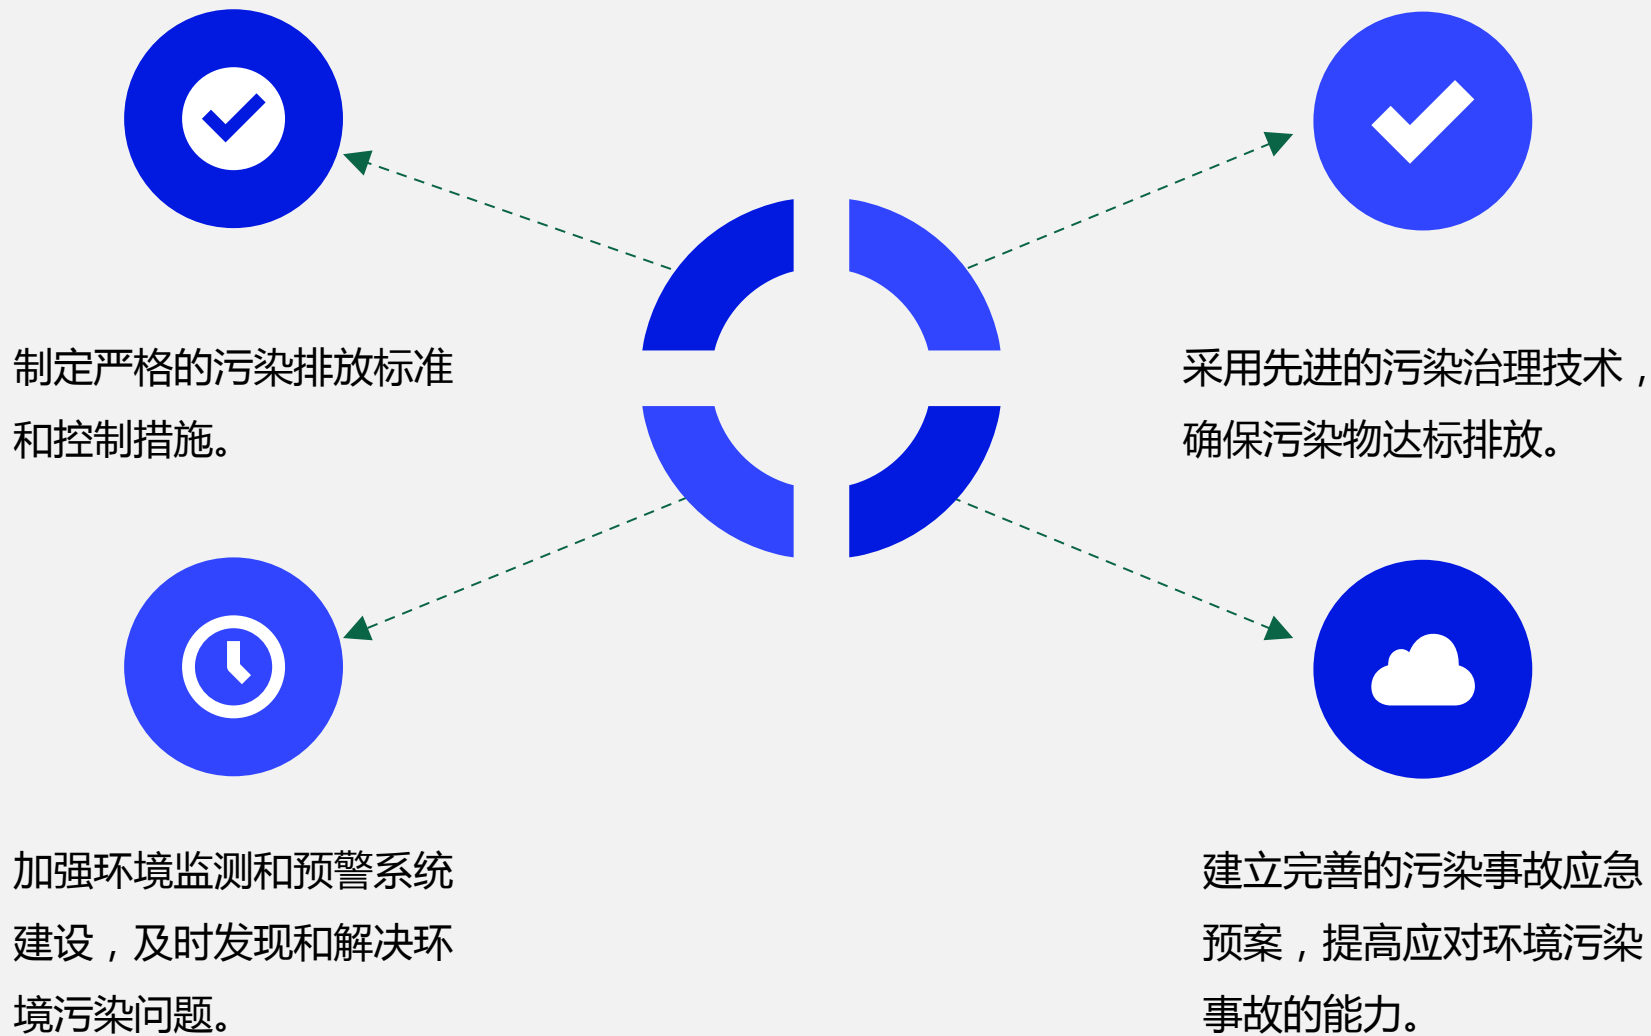 制定严格的污染排放标准
和控制措施。
采用先进的污染治理技术，
确保污染物达标排放。
加强环境监测和预警系统
建设，及时发现和解决环
境污染问题。
建立完善的污染事故应急
预案，提高应对环境污染
事故的能力。